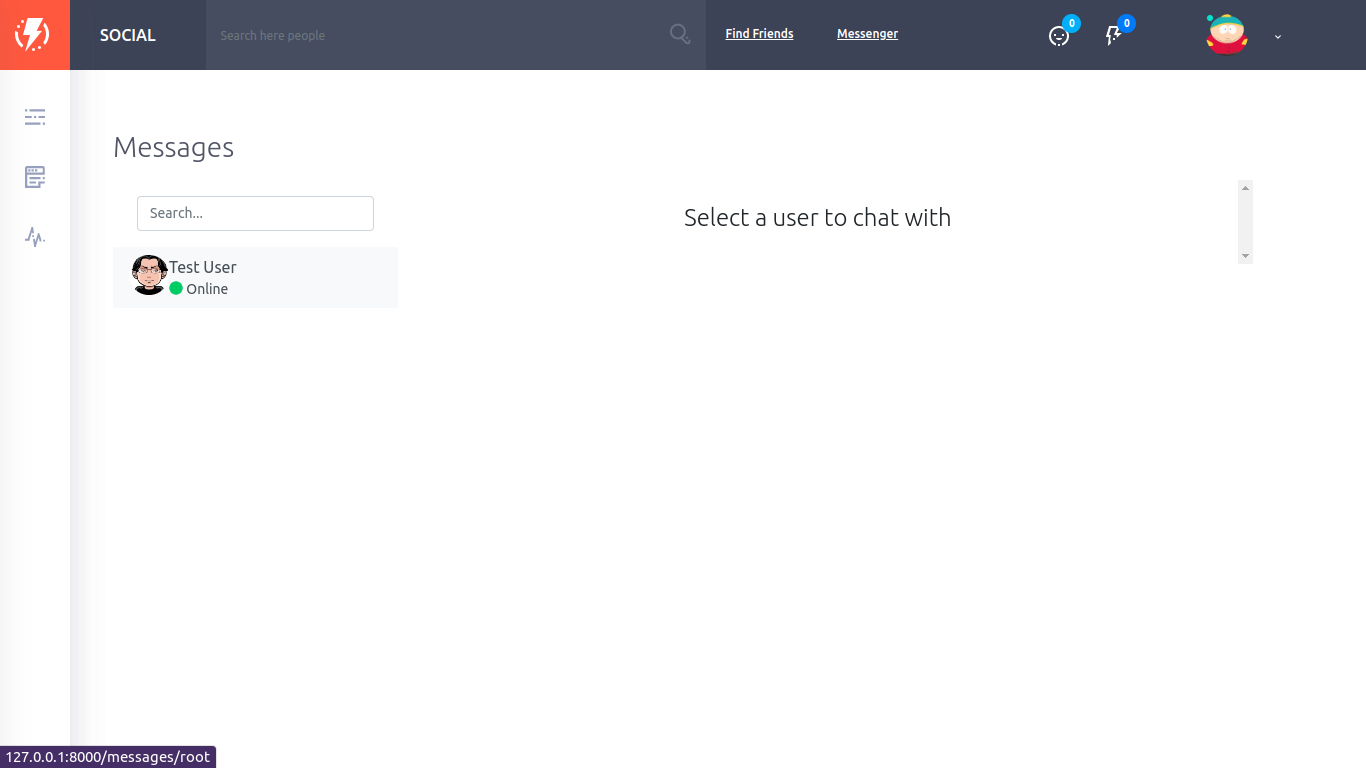 SOCIAL
Search here people
Find Friends
Messenger
0
0
Messages
Search...
Select a user to chat with
Test User
Online
127.0.0.1:8000/messages/root